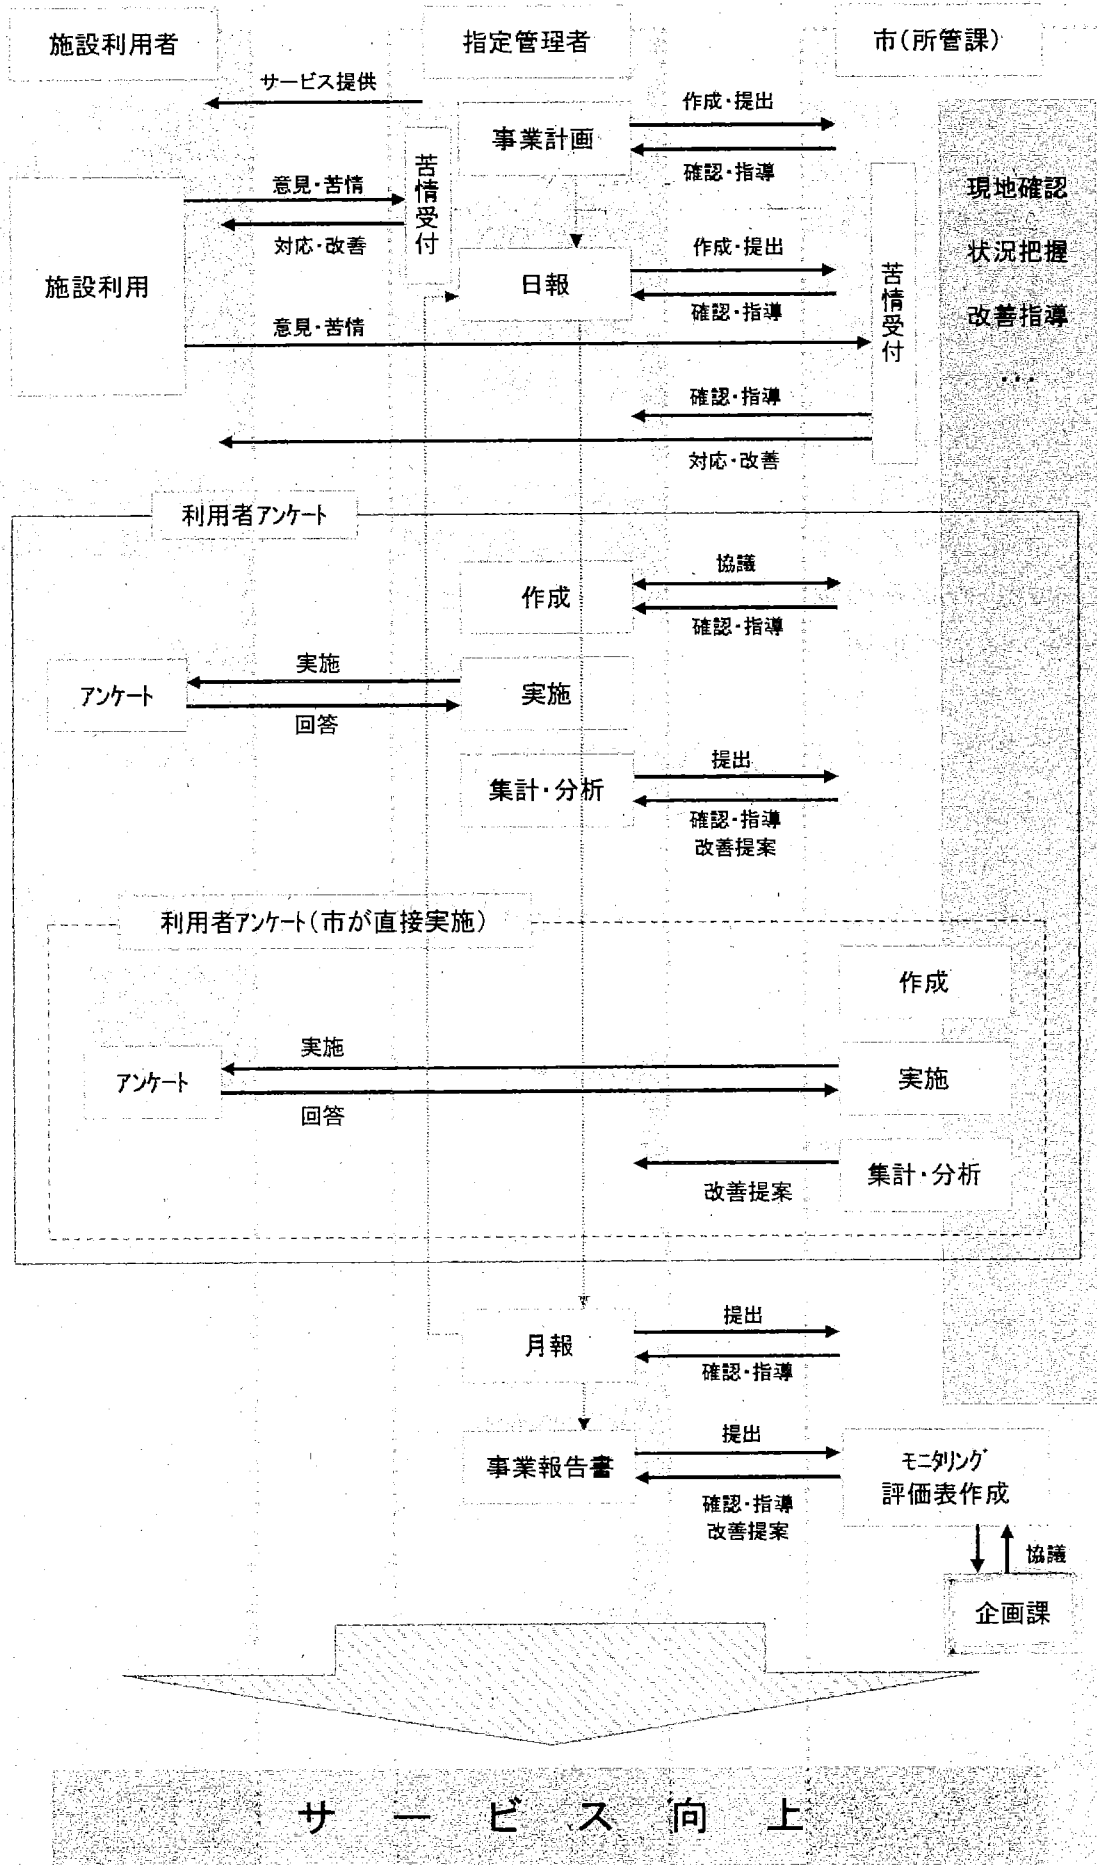 施設利用者
指定管理者
市(所管課)
サービス提供
事業計画
作成・提出
確認・指導
苦情受付
意見・苦情
対応・改善
施設利用
日報
作成・提出
確認・指導
意見・苦情
苦情受付
確認・指導
対応・改善
現地確認
状況把握
改善指導
・・・
利用者アンケート
作成
協議
確認・指導
アンケート
実施
回答
実施
集計・分析
提出
確認・指導
改善提案
利用者アンケート(市が直接実施)
作成
アンケート
実施
回答
実施
集計・分析
改善提案
月報
提出
確認・指導
事業報告書
提出
確認・指導
改善提案
モニタリング
評価表作成
協議
企画課
サービス向上